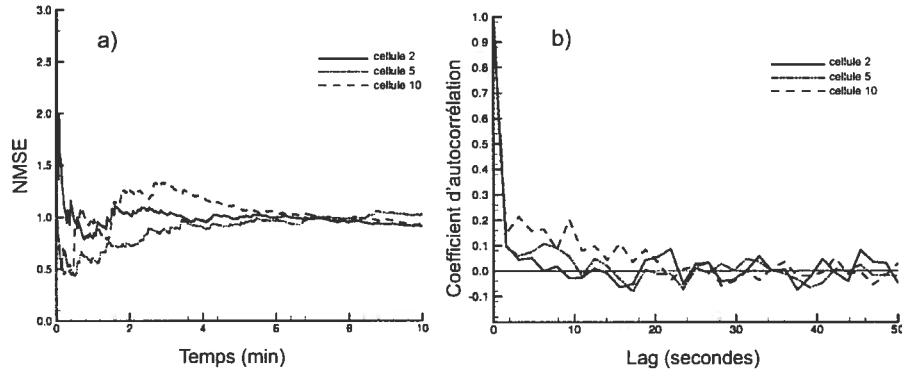 a)
cellule 2
cellule 5
cellule 10
NMSE
3.0
2.5
2.0
1.5
1.0
0.5
0.0
0 2 4 6 8 10
Temps (min)
b)
cellule 2
cellule 5
cellule 10
Coefficient d'autocorrélation
1.0
0.9
0.8
0.7
0.6
0.5
0.4
0.3
0.2
0.1
0.0
-0.1
0 10 20 30 40 50
Lag (secondes)